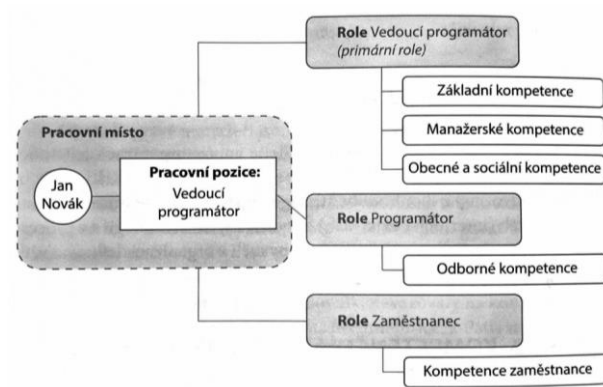 Role Vedoucí programátor
(primární role)
Základní kompetence
Manažerské kompetence
Obecné a sociální kompetence
Pracovní místo
Jan
Novák
Pracovní pozice:
Vedoucí
programátor
Role Programátor
Odborné kompetence
Role Zaměstnanec
Kompetence zaměstnance